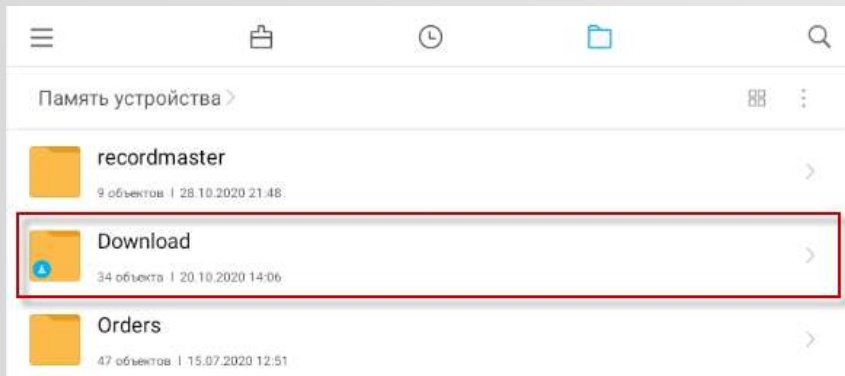 Память устройства
recordmaster
9 объектов | 28.10.2020 21:48
Download
34 объекта | 20.10.2020 14:06
Orders
47 объектов | 15.07.2020 12:51